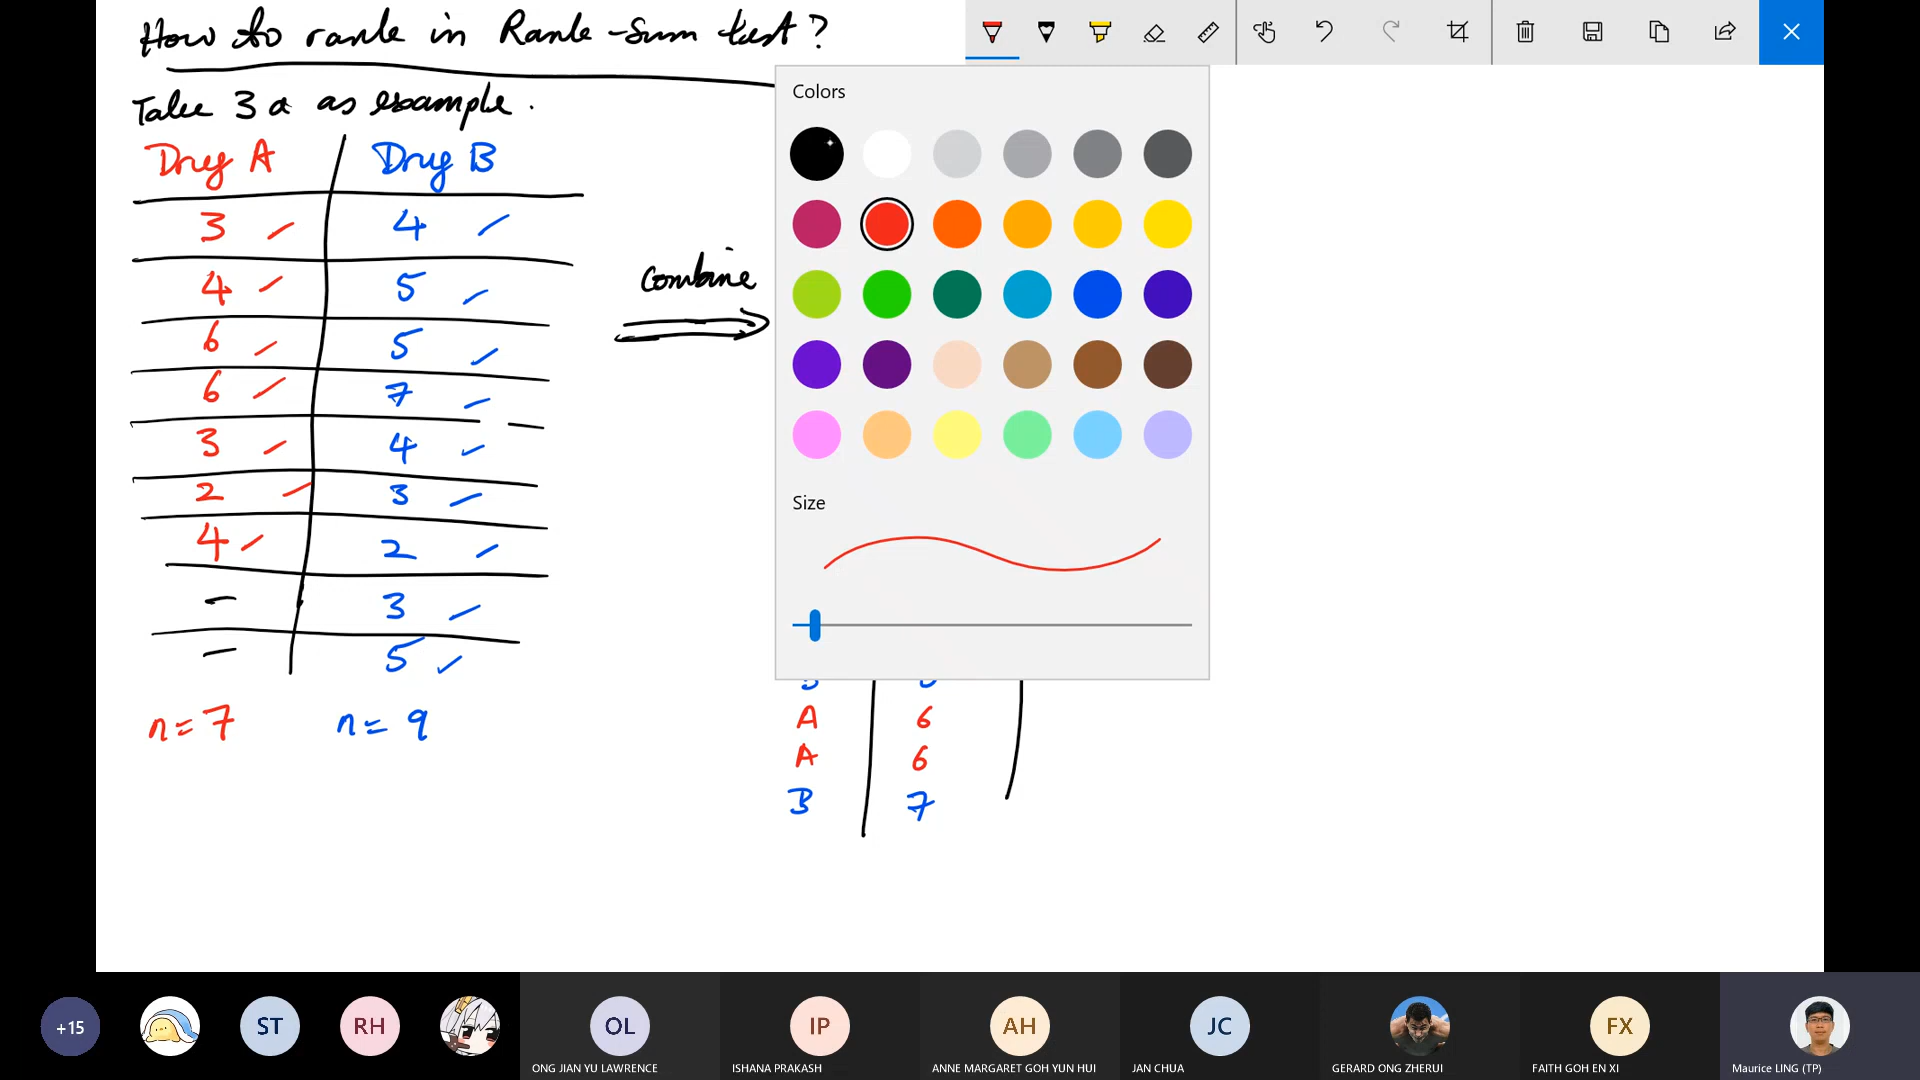 How to rank in Rank-Sum test?
Take 3a as example.
Drug A Drug B
3 4
4 5
6 5
6 7
3 4
2 3
4 2
- 3
- 5
n=7 n=9
Combine
Colors
Size
A 6
A 6
B 7
+15
ST
RH
OL
ONG JIAN YU LAWRENCE
IP
ISHANA PRAKASH
AH
ANNE MARGARET GOH YUN HUI
JC
JAN CHUA
GERARD ONG ZHERUI
FX
FAITH GOH EN XI
Maurice LING (TP)